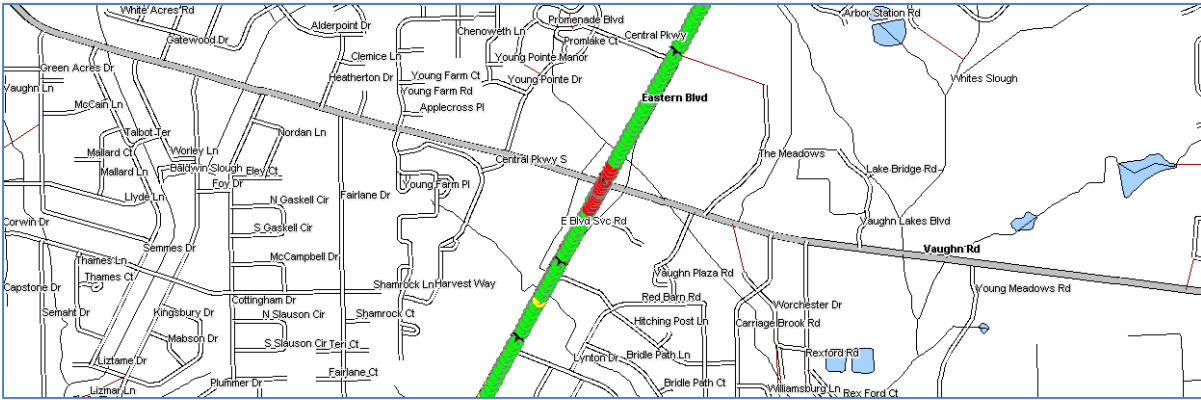 White Acres Rd
Gatewood Dr
Alderpoint Dr
Chenoweth Ln
Promenade Blvd
Central Pkwy
Promlake Ct
Arbor Station Rd
Green Acres Dr
Clemice Ln
Young Pointe Manor
Whites Slough
Vaughn Ln
Heatherton Dr
Young Farm Ct
Young Pointe Dr
Young Farm Rd
Eastern Blvd
McCain Ln
Applecross Pl
Talbot Ter
Nordan Ln
Mallard Ct
Worley Ln
Central Pkwy S
The Meadows
Mallard Ln
Baldwin Slough
Eley Ct
Lake Bridge Rd
Foy Dr
Young Farm Pl
Llyde Ln
N Gaskell Cir
Fairlane Dr
Corwin Dr
S Gaskell Cir
E Blvd Svc Rd
Vaughn Lakes Blvd
Semmes Dr
Vaughn Rd
Thames Ln
McCampbell Dr
Thames Ct
Vaughn Plaza Rd
Capstone Dr
Shamrock Ln
Harvest Way
Young Meadows Rd
Cottingham Dr
Red Barn Rd
Worchester Dr
Semaht Dr
Kingsbury Dr
N Slauson Cir
Shamrock Ct
Hitching Post Ln
Carriage Brook Rd
Mabson Dr
S Slauson Cir
Teri Ct
Liztame Dr
Lynton Dr
Bridle Path Ln
Rexford Rd
Fairlane Ct
Plummer Dr
Lizmar Ln
Bridle Path Ct
Williamsburg Ln
Rex Ford Ct